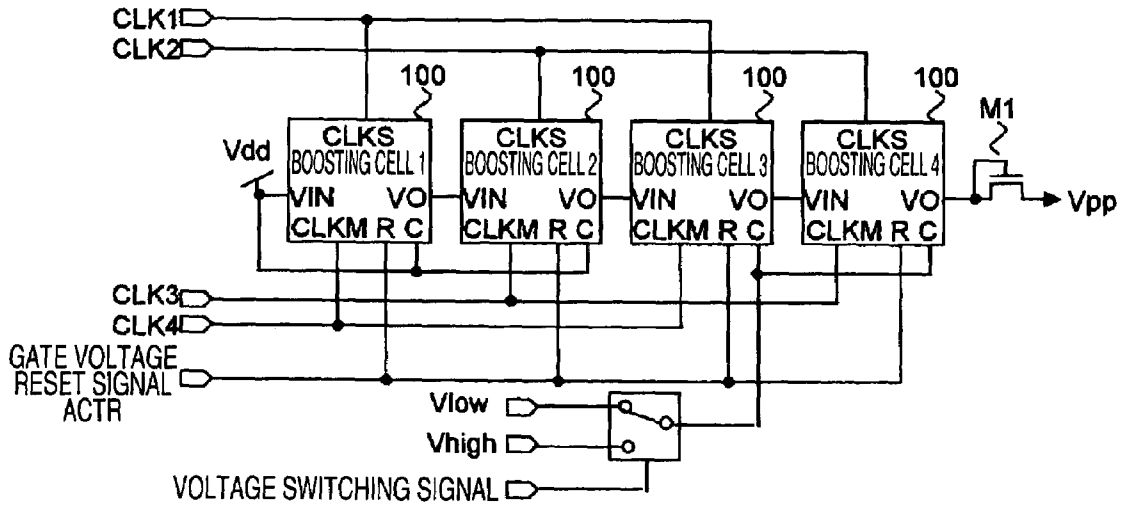 CLK1
CLK2
100 100 100 100
M1
CLKS CLKS CLKS CLKS
Vdd BOOSTING CELL 1 BOOSTING CELL 2 BOOSTING CELL 3 BOOSTING CELL 4
VIN VO VIN VO VIN VO VIN VO Vpp
CLKM R C CLKM R C CLKM R C CLKM R C
CLK3
CLK4
GATE VOLTAGE
RESET SIGNAL
ACTR
Vlow
Vhigh
VOLTAGE SWITCHING SIGNAL